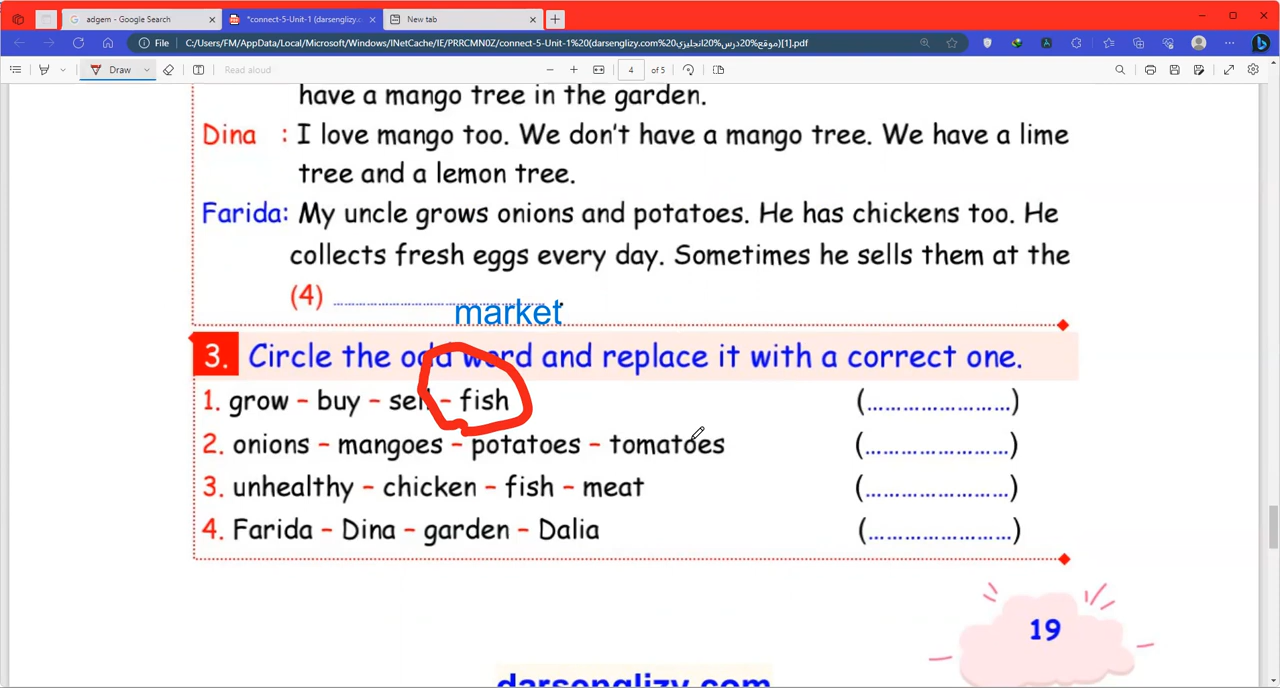 adgem - Google Search
*connect-5-Unit-1 (darsenglizy.c
New tab
File
C:/Users/FM/AppData/Local/Microsoft/Windows/INetCache/IE/PRRCMN0Z/connect-5-Unit-1%20(darsenglizy.com%20موقع%20درس%20انجليزي)[1].pdf
Draw
Read aloud
4 of 5
have a mango tree in the garden.
Dina : I love mango too. We don't have a mango tree. We have a lime
tree and a lemon tree.
Farida: My uncle grows onions and potatoes. He has chickens too. He
collects fresh eggs every day. Sometimes he sells them at the
(4) ........................................ .
market
3. Circle the odd word and replace it with a correct one.
1. grow – buy – sell – fish (........................)
2. onions – mangoes – potatoes – tomatoes (........................)
3. unhealthy – chicken – fish – meat (........................)
4. Farida – Dina – garden – Dalia (........................)
19
darsenglizy.com